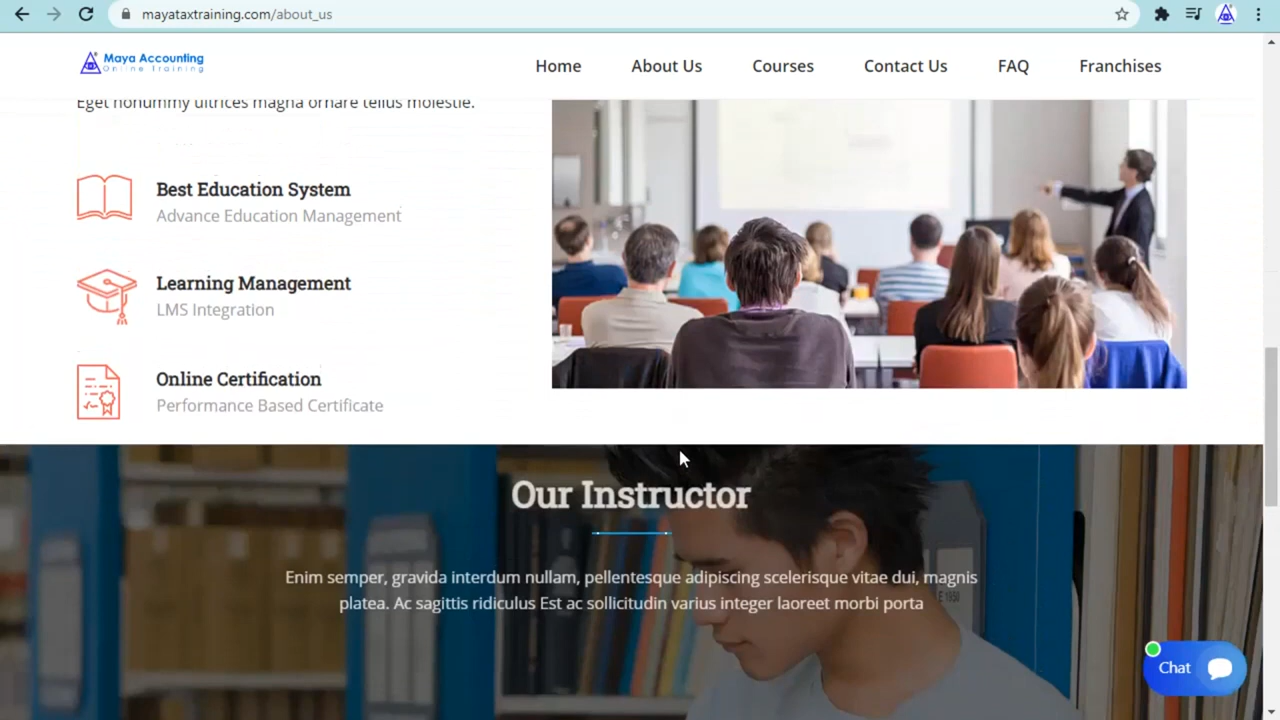 mayataxtraining.com/about_us
Maya Accounting
Online Training
Home About Us Courses Contact Us FAQ Franchises
Eget nonummy ultrices magna ornare tellus molestie.
Best Education System
Advance Education Management
Learning Management
LMS Integration
Online Certification
Performance Based Certificate
Our Instructor
Enim semper, gravida interdum nullam, pellentesque adipiscing scelerisque vitae dui, magnis
platea. Ac sagittis ridiculus Est ac sollicitudin varius integer laoreet morbi porta
E 1950
Chat